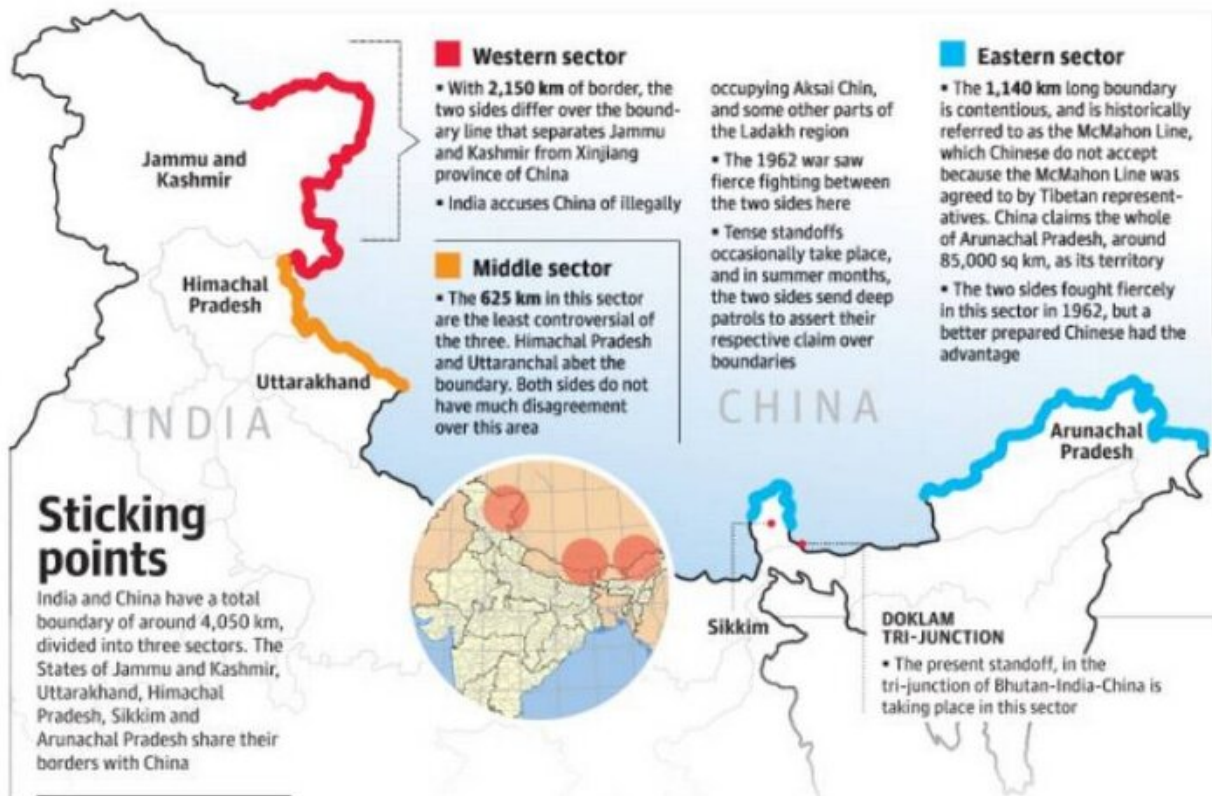 Western sector
▪ With 2,150 km of border, the
two sides differ over the bound-
ary line that separates Jammu
and Kashmir from Xinjiang
province of China
▪ India accuses China of illegally
occupying Aksai Chin,
and some other parts of
the Ladakh region
▪ The 1962 war saw
fierce fighting between
the two sides here
▪ Tense standoffs
occasionally take place,
and in summer months,
the two sides send deep
patrols to assert their
respective claim over
boundaries
Eastern sector
▪ The 1,140 km long boundary
is contentious, and is historically
referred to as the McMahon Line,
which Chinese do not accept
because the McMahon Line was
agreed to by Tibetan represent-
atives. China claims the whole
of Arunachal Pradesh, around
85,000 sq km, as its territory
▪ The two sides fought fiercely
in this sector in 1962, but a
better prepared Chinese had the
advantage
Middle sector
▪ The 625 km in this sector
are the least controversial of
the three. Himachal Pradesh
and Uttaranchal abet the
boundary. Both sides do not
have much disagreement
over this area
Jammu and
Kashmir
Himachal
Pradesh
Uttarakhand
INDIA
CHINA
Arunachal
Pradesh
Sikkim
Sticking
points
India and China have a total
boundary of around 4,050 km,
divided into three sectors. The
States of Jammu and Kashmir,
Uttarakhand, Himachal
Pradesh, Sikkim and
Arunachal Pradesh share their
borders with China
DOKLAM
TRI-JUNCTION
▪ The present standoff, in the
tri-junction of Bhutan-India-China is
taking place in this sector